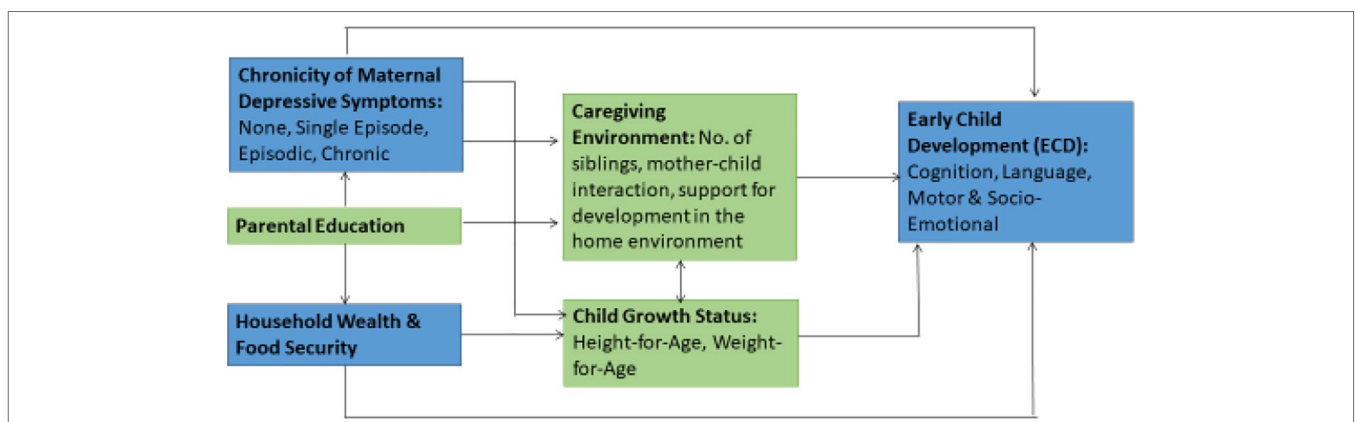 Chronicity of Maternal
Depressive Symptoms:
None, Single Episode,
Episodic, Chronic
Parental Education
Household Wealth &
Food Security
Caregiving
Environment: No. of
siblings, mother-child
interaction, support for
development in the
home environment
Child Growth Status:
Height-for-Age, Weight-
for-Age
Early Child
Development (ECD):
Cognition, Language,
Motor & Socio-
Emotional